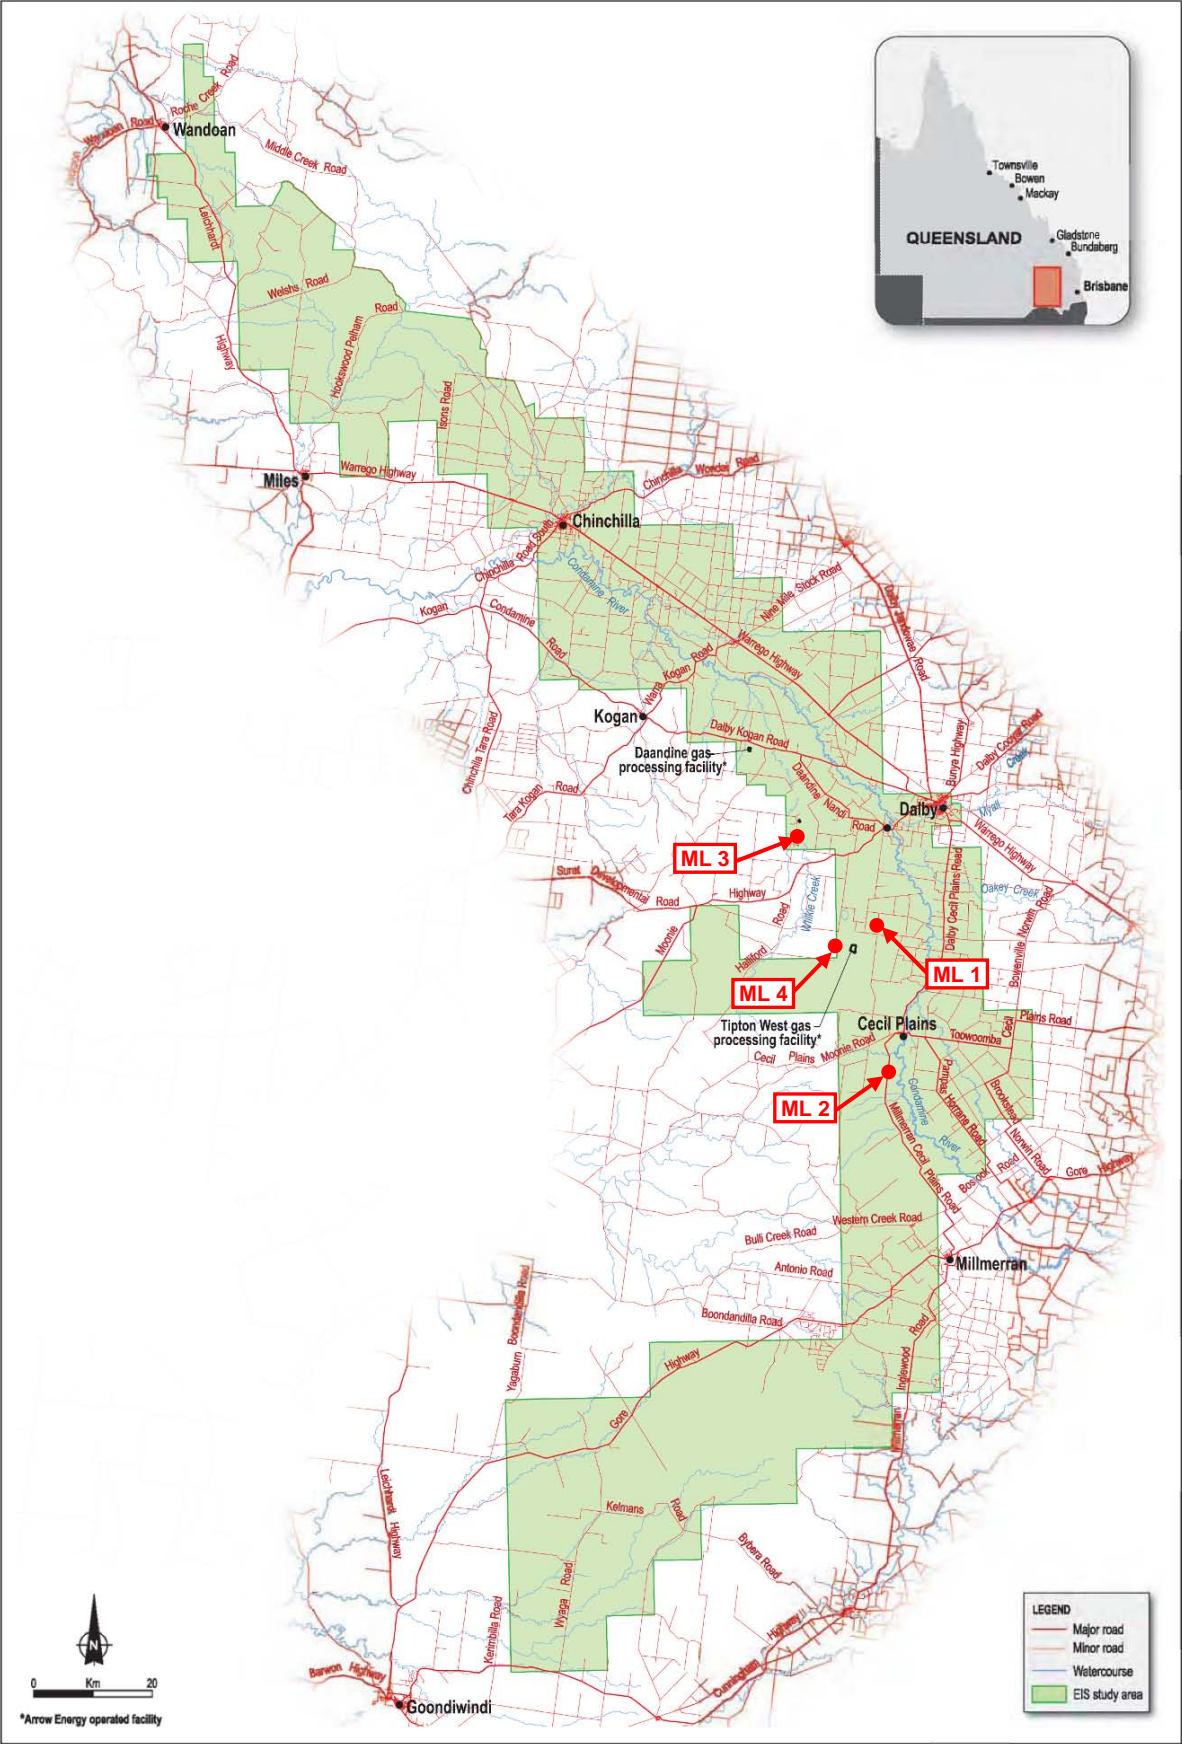 Roche Creek Road
Wandoan Road
Wandoan
Middle Creek Road
Leichhardt
Highway
Welshs Road
Hookswood Pelham
Road
Isons Road
Townsville
Bowen
Mackay
QUEENSLAND
Gladstone
Bundaberg
Brisbane
Miles
Warrego Highway
Chinchilla Wondai Road
Chinchilla
Chinchilla Road South
Condamine River
Kogan
Condamine
Road
Nine Mile Stock Road
Dalby Jandowae Road
Warra Kogan Road
Warrego Highway
Kogan
Dalby Kogan Road
Daandine gas
processing facility*
Chinchilla Tara Road
Tara Kogan Road
Daandine
Nandi
Road
Bunya Highway
Dalby Cooyar Road
Creek
Myall
Dalby
Warrego Highway
ML 3
Surat Developmental
Road
Highway
Moonie
Halliford
Road
Wilkie Creek
Dalby Cecil Plains Road
Oakey Creek
Bowenville Norwin Road
ML 1
ML 4
Tipton West gas
processing facility*
Cecil Plains
Cecil Plains Moonie Road
Toowoomba
Cecil
Plains Road
ML 2
Condamine
River
Pampas
Horrane Road
Brookstead
Norwin Road
Millmerran Cecil Plains Road
Bostock Road
Gore Highway
Western Creek Road
Bulli Creek Road
Antonio Road
Millmerran
Boondandilla Road
Yagaburn Boondandilla Road
Highway
Gore
Millmerran
Inglewood
Road
Leichhardt
Highway
Kelmans
Road
Wyaga Road
Kerimbilla Road
Bybera Road
Cunningham
Highway
Barwon Highway
Goondiwindi
N
0 Km 20
*Arrow Energy operated facility
LEGEND
Major road
Minor road
Watercourse
EIS study area